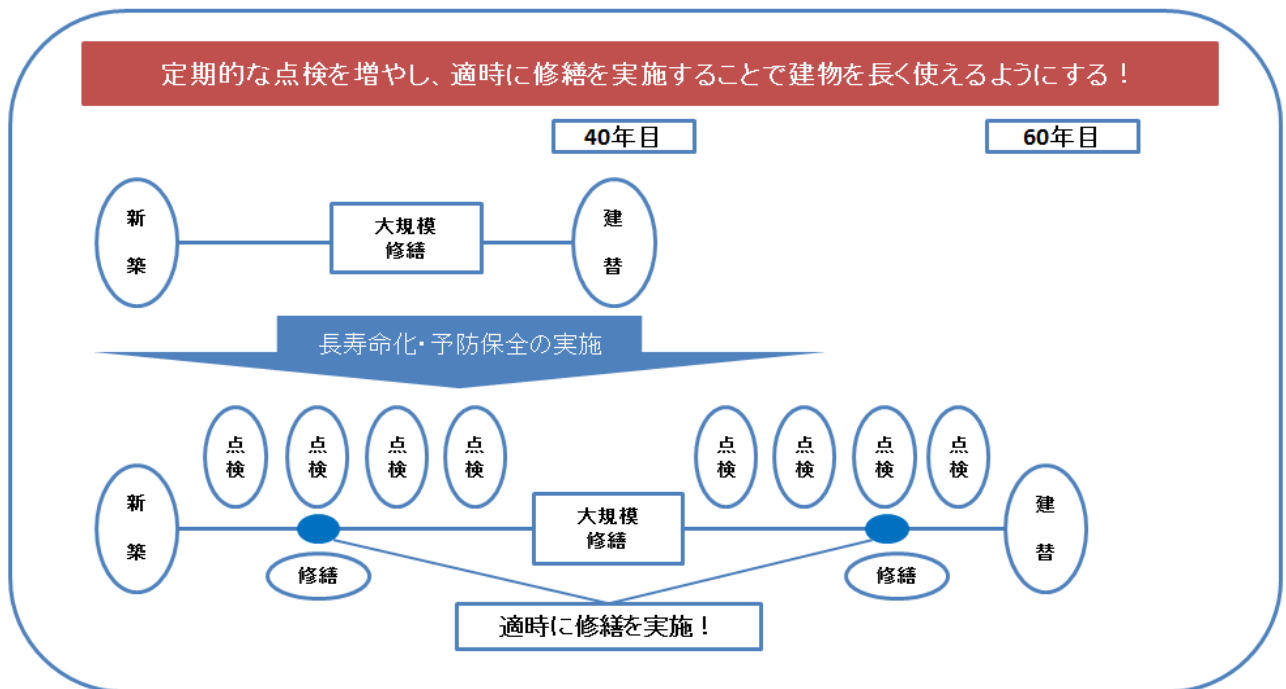 定期的な点検を増やし、適時に修繕を実施することで建物を長く使えるようにする！
40年目
60年目
新築
大規模
修繕
建替
長寿命化・予防保全の実施
点検
点検
点検
点検
点検
点検
点検
点検
新築
大規模
修繕
建替
修繕
修繕
適時に修繕を実施！